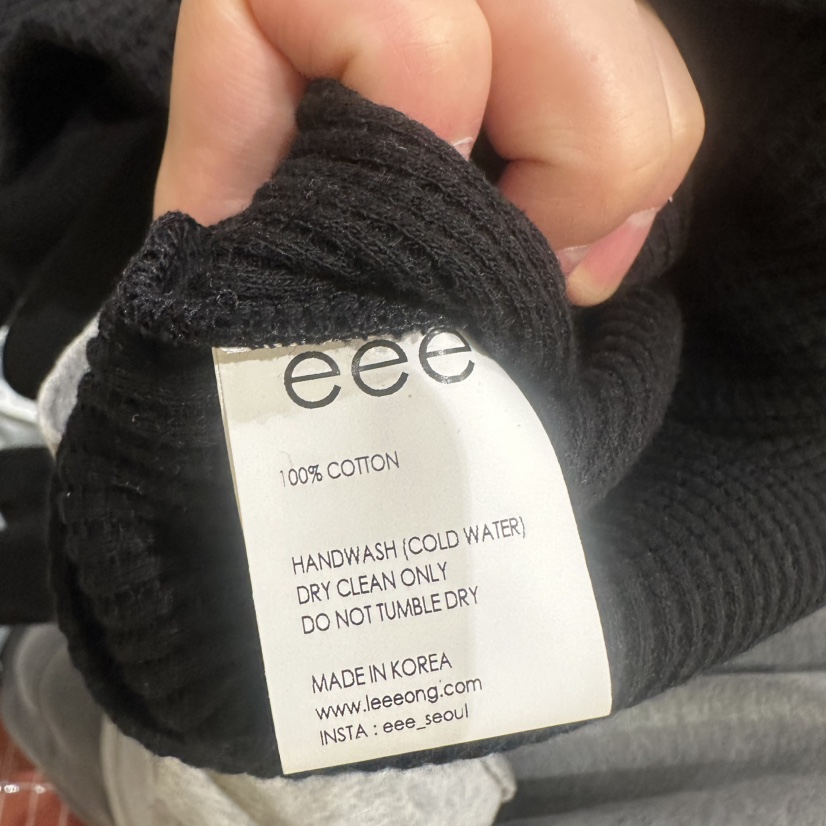 eee
100% COTTON
HANDWASH (COLD WATER)
DRY CLEAN ONLY
DO NOT TUMBLE DRY
MADE IN KOREA
www.leeeong.com
INSTA : eee_seoul